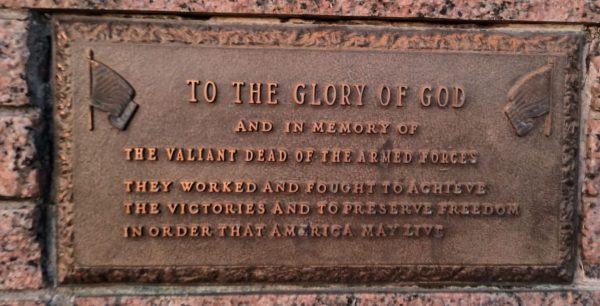 TO THE GLORY OF GOD
AND IN MEMORY OF
THE VALIANT DEAD OF THE ARMED FORCES
THEY WORKED AND FOUGHT TO ACHIEVE
THE VICTORIES AND TO PRESERVE FREEDOM
IN ORDER THAT AMERICA MAY LIVE